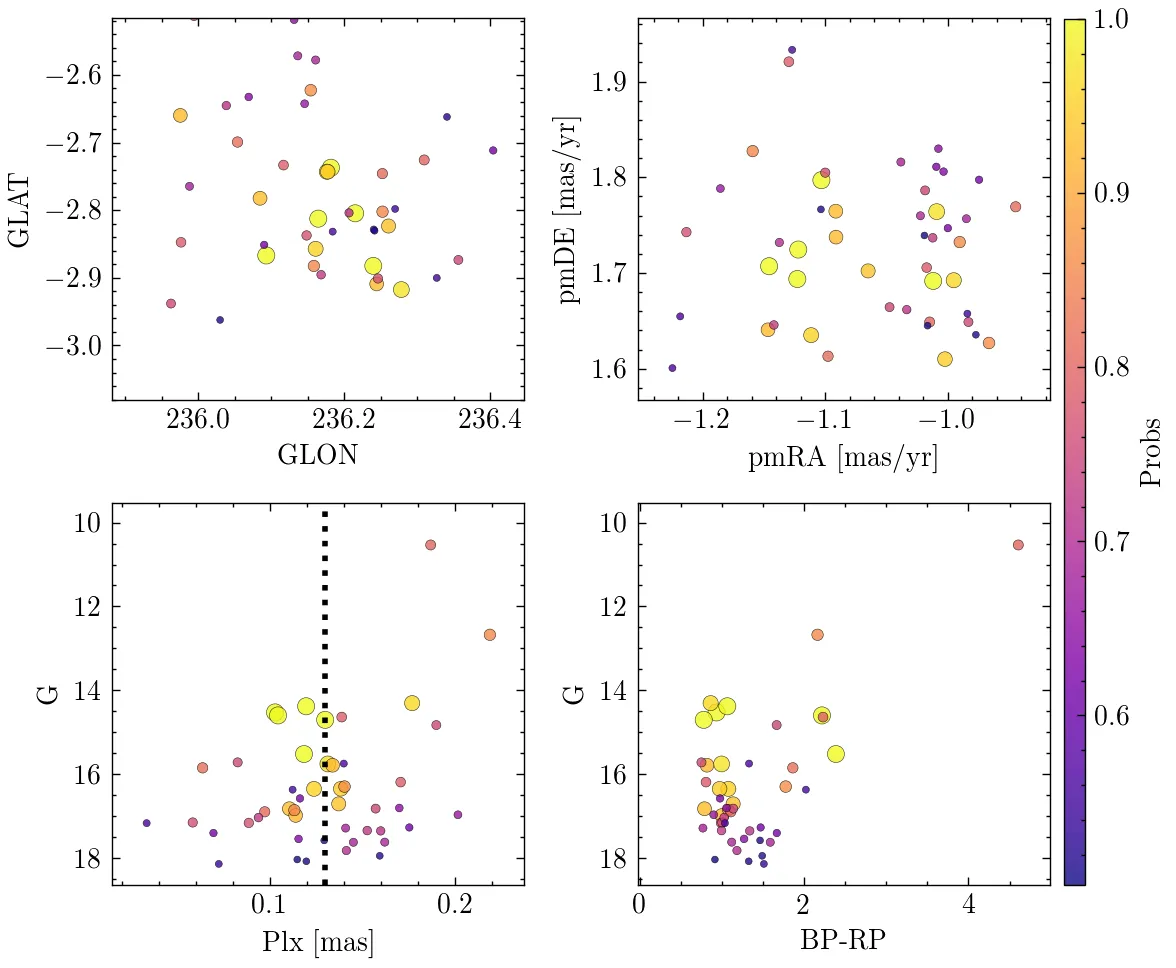 −2.6
−2.7
−2.8
−2.9
−3.0
GLAT
236.0 236.2 236.4
GLON
1.9
1.8
1.7
1.6
pmDE [mas/yr]
−1.2 −1.1 −1.0
pmRA [mas/yr]
1.0
0.9
0.8
0.7
0.6
Probs
10
12
14
16
18
G
0.1 0.2
Plx [mas]
10
12
14
16
18
G
0 2 4
BP-RP